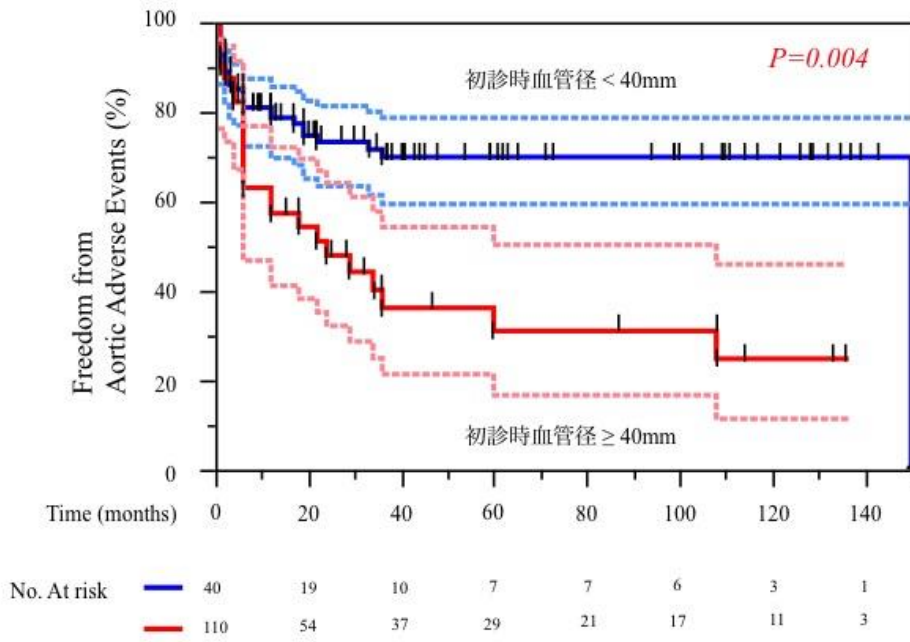 100
80
60
40
20
0
Freedom from
Aortic Adverse Events (%)
P=0.004
初診時血管径 < 40mm
初診時血管径 ≥ 40mm
Time (months) 0 20 40 60 80 100 120 140
No. At risk
40 19 10 7 7 6 3 1
110 54 37 29 21 17 11 3